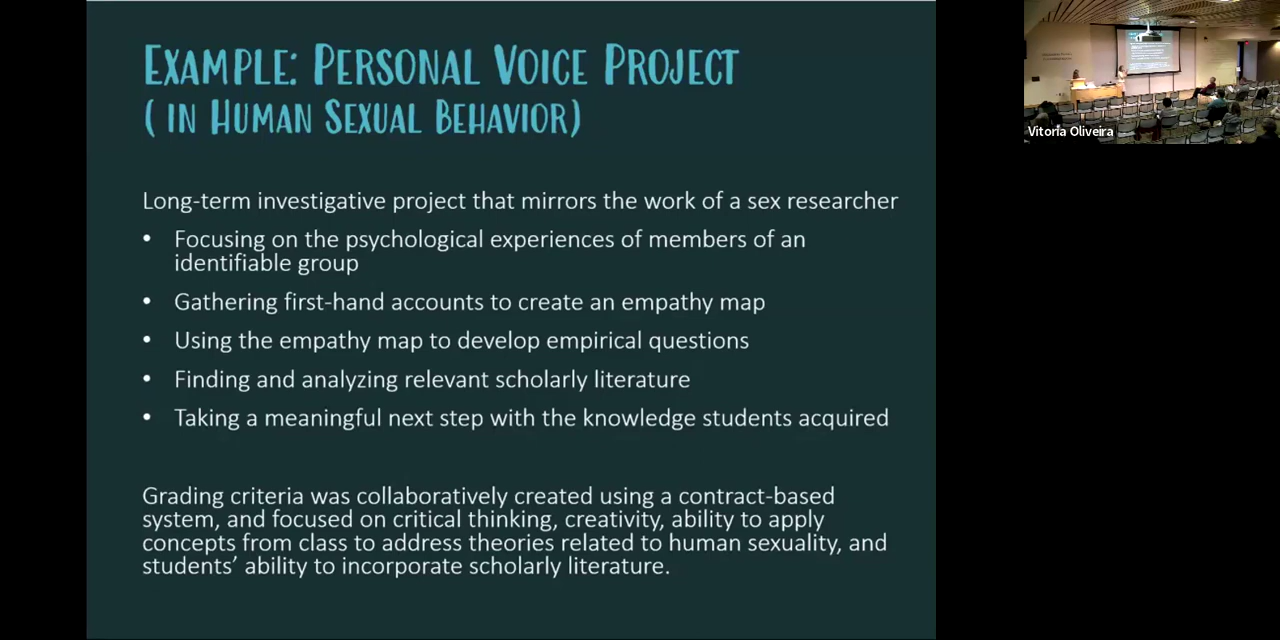 EXAMPLE: PERSONAL VOICE PROJECT
( IN HUMAN SEXUAL BEHAVIOR)
Long-term investigative project that mirrors the work of a sex researcher
• Focusing on the psychological experiences of members of an
identifiable group
• Gathering first-hand accounts to create an empathy map
• Using the empathy map to develop empirical questions
• Finding and analyzing relevant scholarly literature
• Taking a meaningful next step with the knowledge students acquired
Grading criteria was collaboratively created using a contract-based
system, and focused on critical thinking, creativity, ability to apply
concepts from class to address theories related to human sexuality, and
students' ability to incorporate scholarly literature.
Vitoria Oliveira